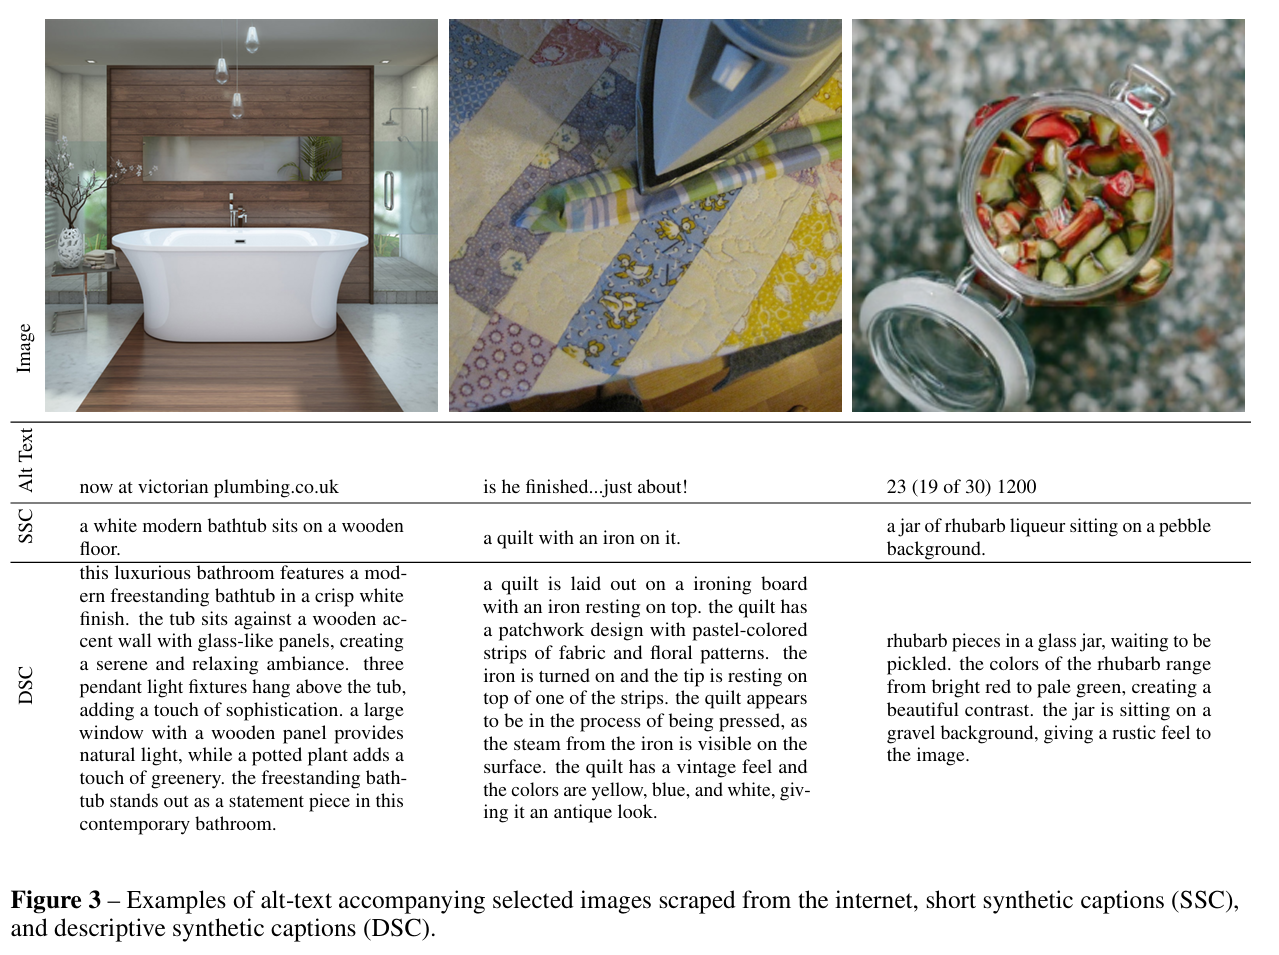 Image
Alt Text
now at victorian plumbing.co.uk
is he finished...just about!
23 (19 of 30) 1200
SSC
a white modern bathtub sits on a wooden
floor.
a quilt with an iron on it.
a jar of rhubarb liqueur sitting on a pebble
background.
DSC
this luxurious bathroom features a mod-
ern freestanding bathtub in a crisp white
finish. the tub sits against a wooden ac-
cent wall with glass-like panels, creating
a serene and relaxing ambiance. three
pendant light fixtures hang above the tub,
adding a touch of sophistication. a large
window with a wooden panel provides
natural light, while a potted plant adds a
touch of greenery. the freestanding bath-
tub stands out as a statement piece in this
contemporary bathroom.
a quilt is laid out on a ironing board
with an iron resting on top. the quilt has
a patchwork design with pastel-colored
strips of fabric and floral patterns. the
iron is turned on and the tip is resting on
top of one of the strips. the quilt appears
to be in the process of being pressed, as
the steam from the iron is visible on the
surface. the quilt has a vintage feel and
the colors are yellow, blue, and white, giv-
ing it an antique look.
rhubarb pieces in a glass jar, waiting to be
pickled. the colors of the rhubarb range
from bright red to pale green, creating a
beautiful contrast. the jar is sitting on a
gravel background, giving a rustic feel to
the image.
Figure 3 – Examples of alt-text accompanying selected images scraped from the internet, short synthetic captions (SSC),
and descriptive synthetic captions (DSC).